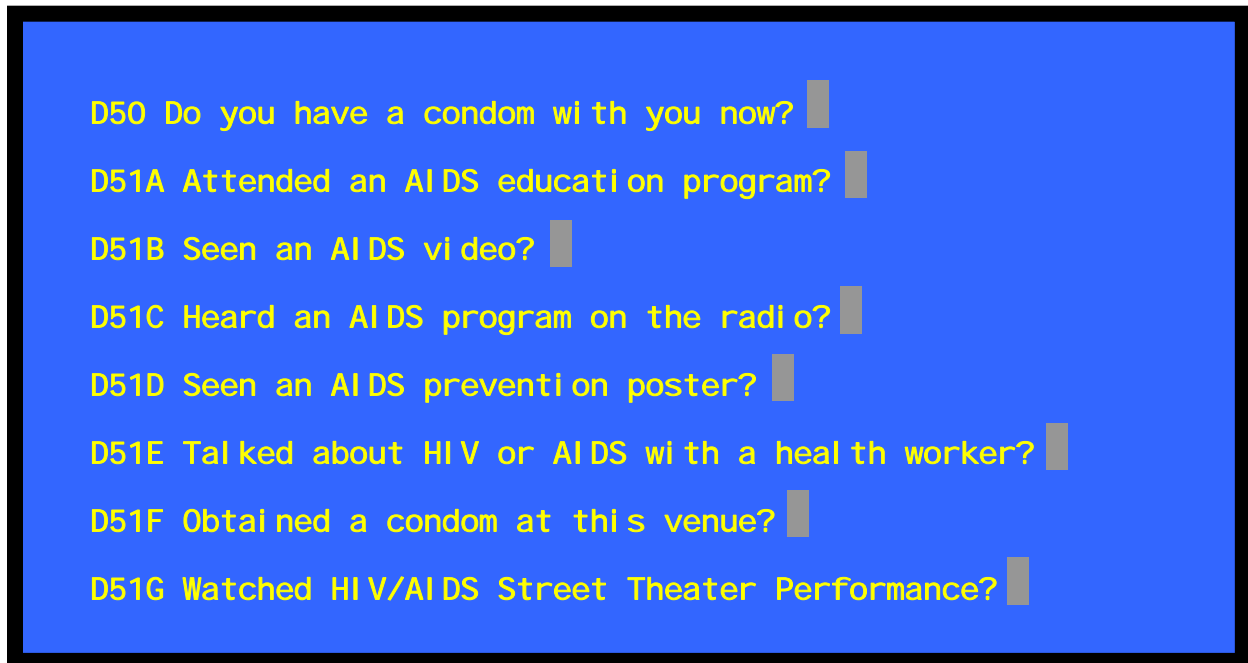 D50 Do you have a condom with you now?
D51A Attended an AIDS education program?
D51B Seen an AIDS video?
D51C Heard an AIDS program on the radio?
D51D Seen an AIDS prevention poster?
D51E Talked about HIV or AIDS with a health worker?
D51F Obtained a condom at this venue?
D51G Watched HIV/AIDS Street Theater Performance?